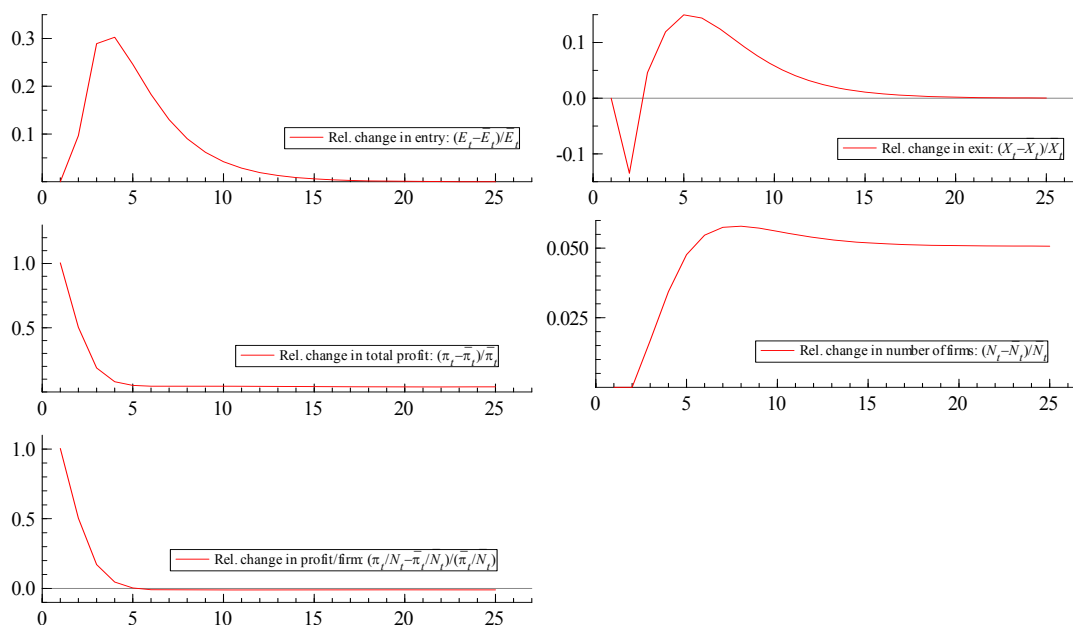 0.3
0.2
0.1
Rel. change in entry: (E_t−Ē_t)/Ē_t
0 5 10 15 20 25
0.1
0.0
-0.1
Rel. change in exit: (X_t−X̄_t)/X̄_t
0 5 10 15 20 25
1.0
0.5
Rel. change in total profit: (π_t−π̄_t)/π̄_t
0 5 10 15 20 25
0.050
0.025
Rel. change in number of firms: (N_t−N̄_t)/N̄_t
0 5 10 15 20 25
1.0
0.5
0.0
Rel. change in profit/firm: (π_t/N_t−π̄_t/N̄_t)/(π̄_t/N̄_t)
0 5 10 15 20 25